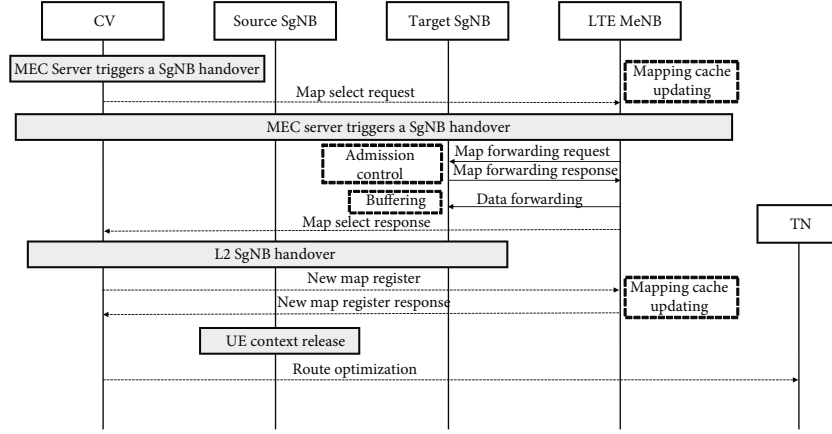 CV
Source SgNB
Target SgNB
LTE MeNB
MEC Server triggers a SgNB handover
Mapping cache
updating
Map select request
MEC server triggers a SgNB handover
Admission
control
Map forwarding request
Map forwarding response
Buffering
Data forwarding
Map select response
TN
L2 SgNB handover
New map register
Mapping cache
updating
New map register response
UE context release
Route optimization